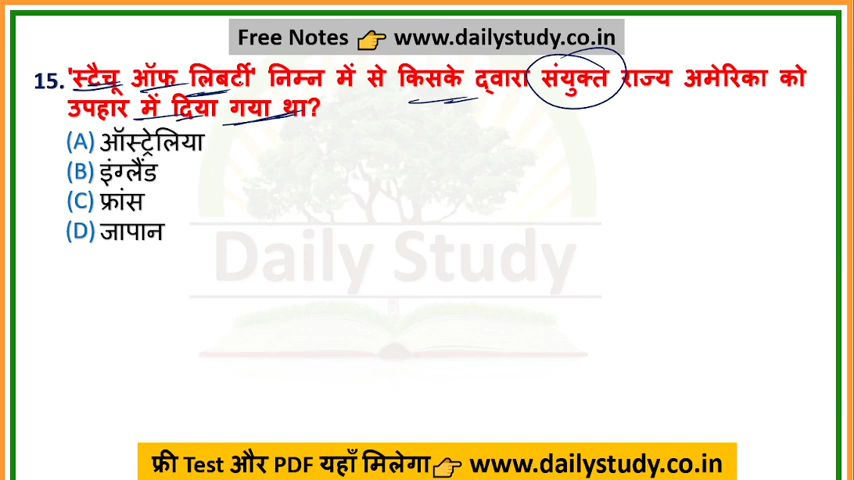 Free Notes 👉 www.dailystudy.co.in
15. 'स्टैचू ऑफ लिबर्टी' निम्न में से किसके द्वारा संयुक्त राज्य अमेरिका को
उपहार में दिया गया था?
(A) ऑस्ट्रेलिया
(B) इंग्लैंड
(C) फ्रांस
(D) जापान
Daily Study
फ्री Test और PDF यहाँ मिलेगा👉 www.dailystudy.co.in